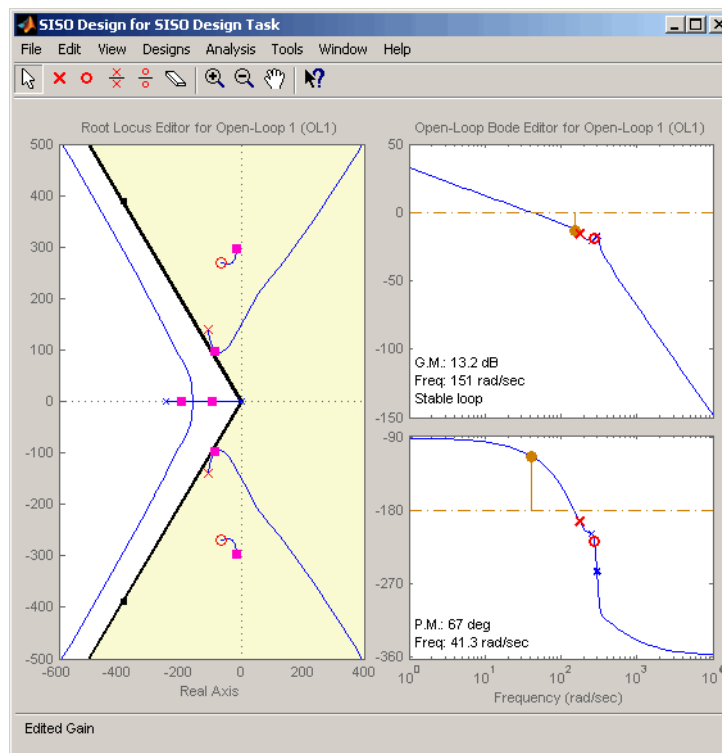 SISO Design for SISO Design Task
File Edit View Designs Analysis Tools Window Help
Root Locus Editor for Open-Loop 1 (OL1)
500
400
300
200
100
0
-100
-200
-300
-400
-500
-600 -400 -200 0 200 400
Real Axis
Open-Loop Bode Editor for Open-Loop 1 (OL1)
50
0
-50
-100
-150
G.M.: 13.2 dB
Freq: 151 rad/sec
Stable loop
-90
-180
-270
-360
P.M.: 67 deg
Freq: 41.3 rad/sec
10^0 10^2 10^4 10^6
Frequency (rad/sec)
Edited Gain